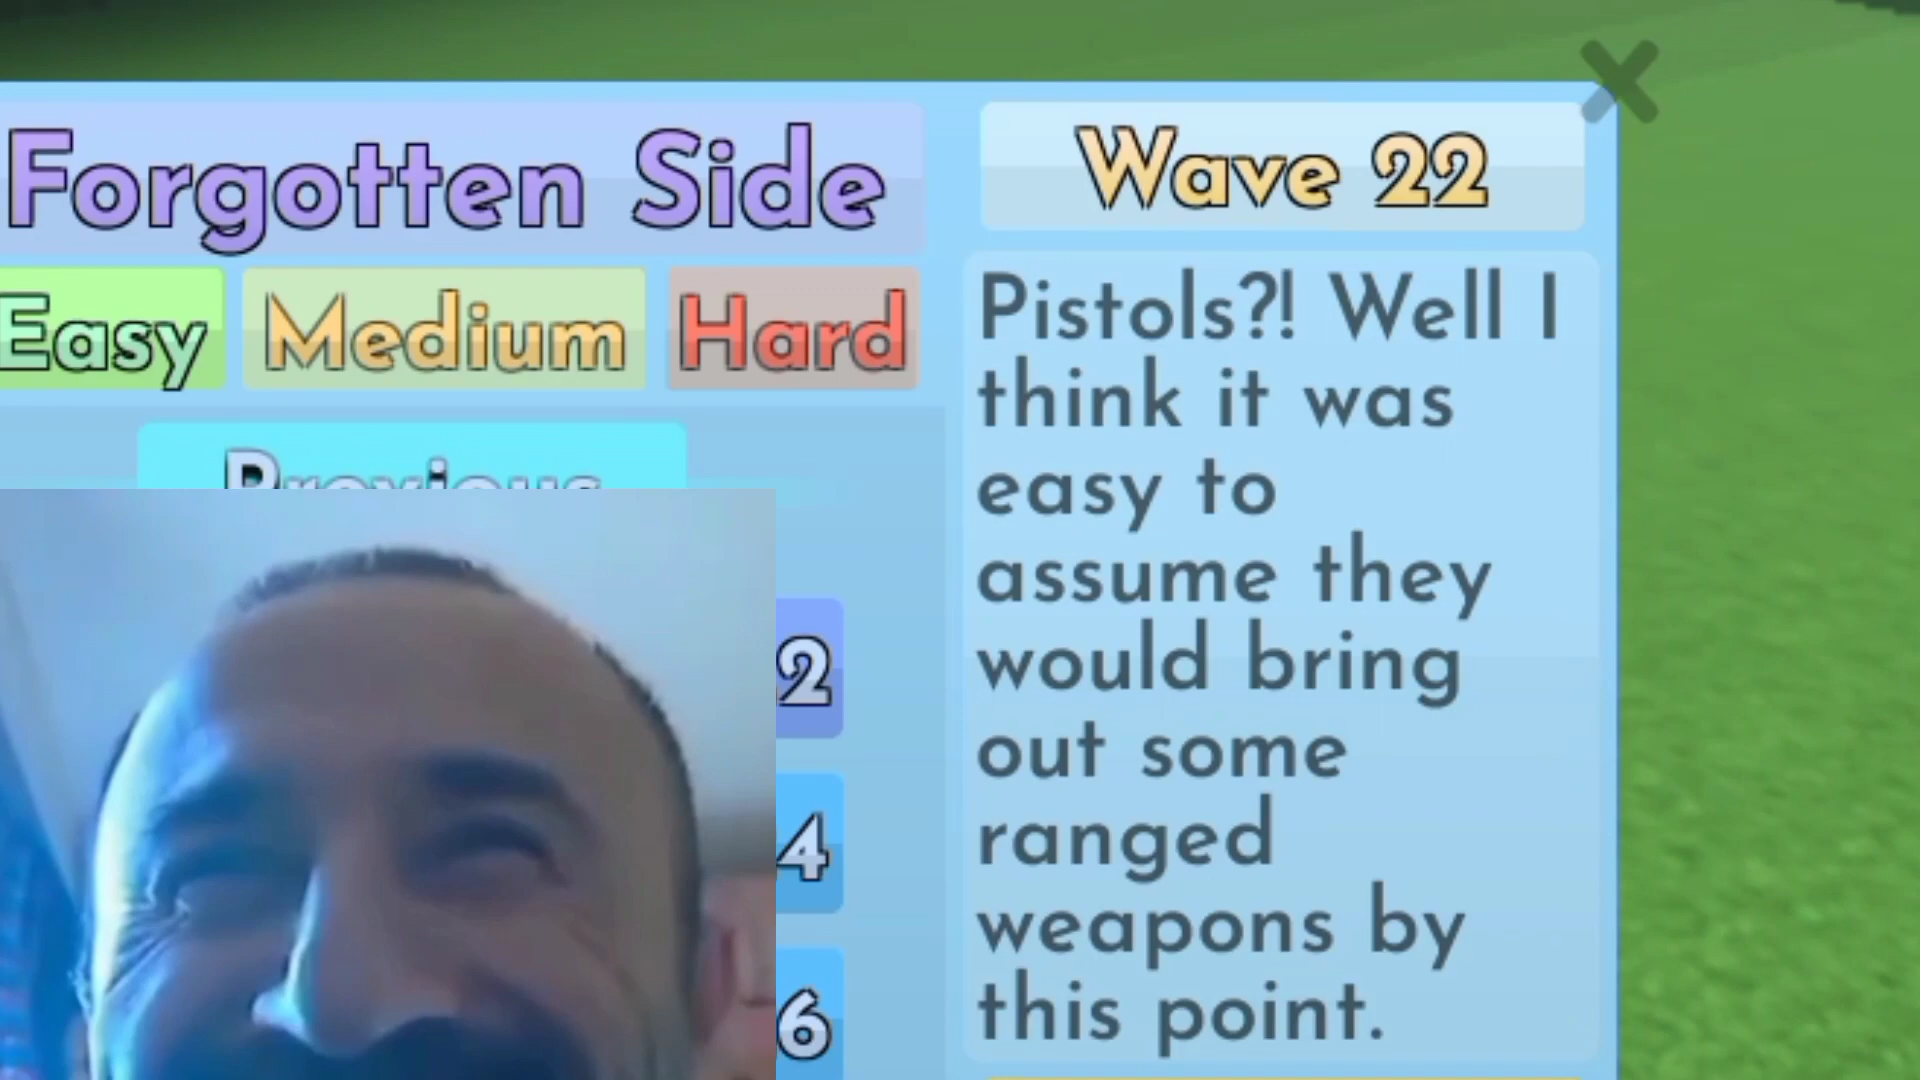 Forgotten Side
Easy Medium Hard
Previous
2
4
6
Wave 22
Pistols?! Well I
think it was
easy to
assume they
would bring
out some
ranged
weapons by
this point.